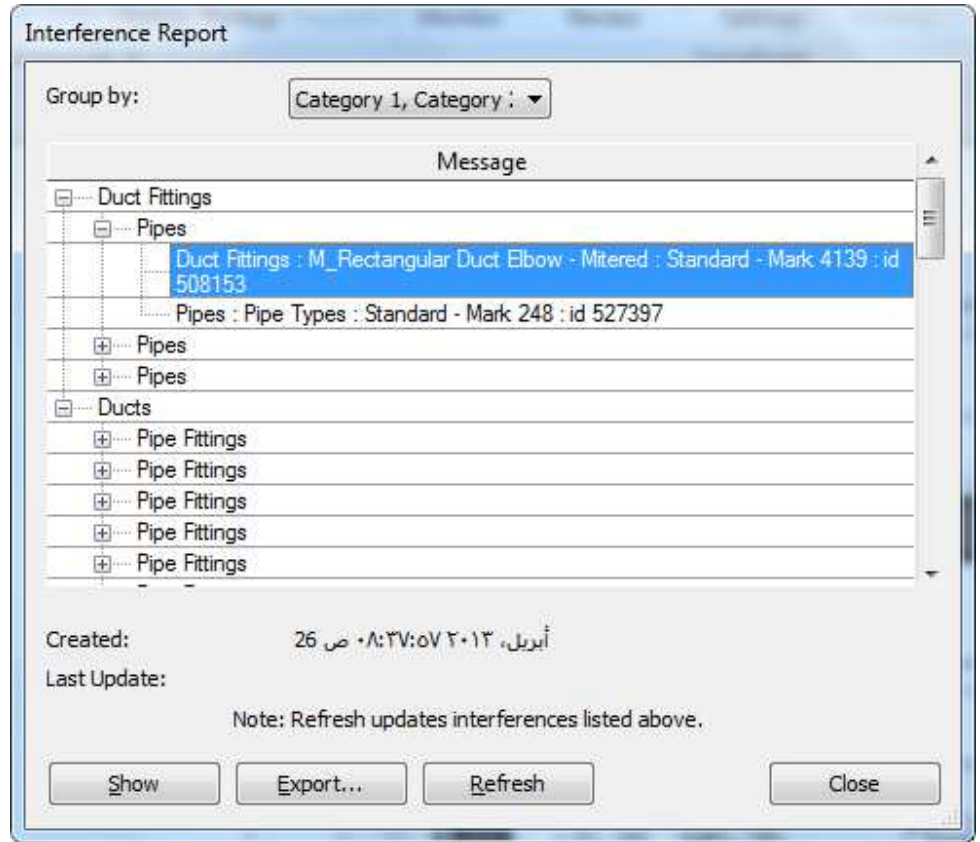 Interference Report
Group by:
Category 1, Category
Message
Duct Fittings
Pipes
Duct Fittings : M_Rectangular Duct Elbow - Mitered : Standard - Mark 4139 : id
508153
Pipes : Pipe Types : Standard - Mark 248 : id 527397
Pipes
Pipes
Ducts
Pipe Fittings
Pipe Fittings
Pipe Fittings
Pipe Fittings
Pipe Fittings
Created: 26 أبريل، ٢٠١٣ ٠٨:٣٧:٥٧ ص
Last Update:
Note: Refresh updates interferences listed above.
Show
Export...
Refresh
Close